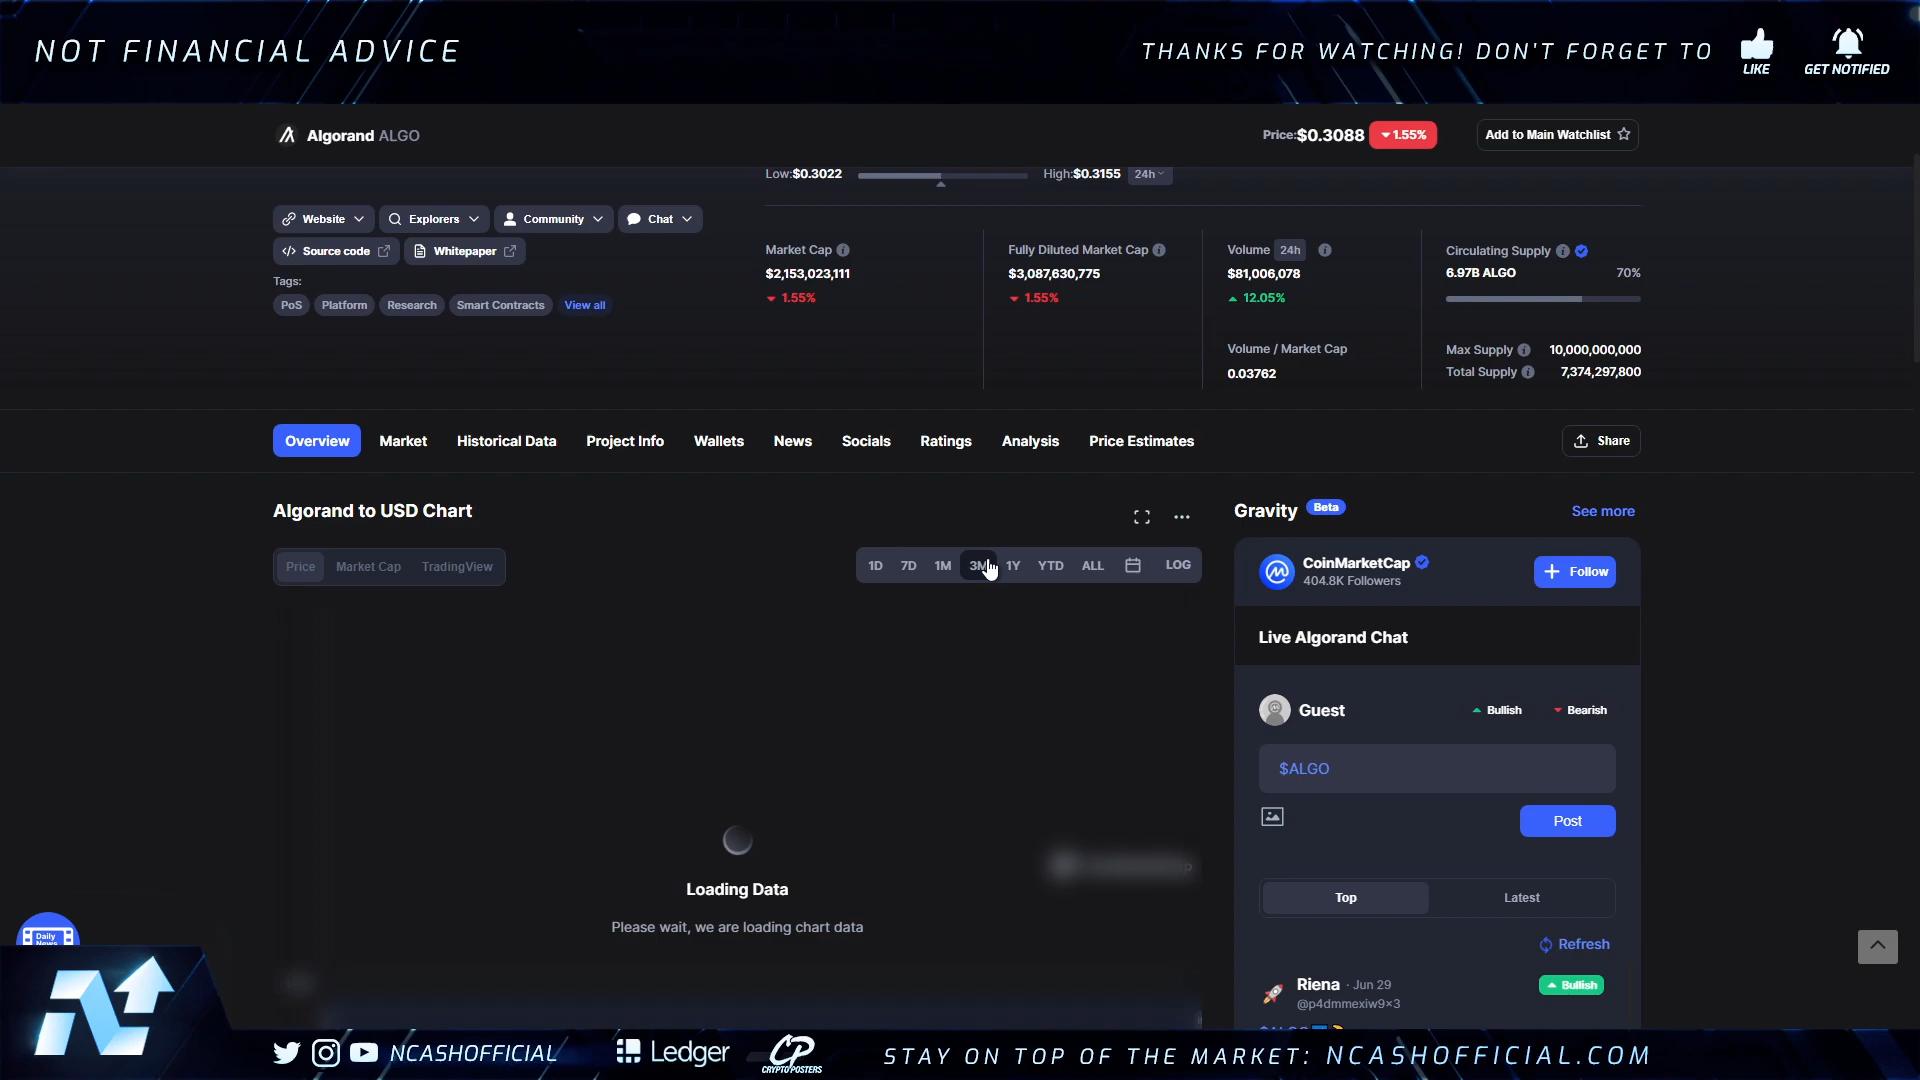 NOT FINANCIAL ADVICE
THANKS FOR WATCHING! DON'T FORGET TO
LIKE
GET NOTIFIED
Algorand ALGO
Price:$0.3088 1.55%
Add to Main Watchlist
Low:$0.3022
High:$0.3155 24h
Website
Explorers
Community
Chat
Source code
Whitepaper
Tags:
PoS
Platform
Research
Smart Contracts
View all
Market Cap
$2,153,023,111
1.55%
Fully Diluted Market Cap
$3,087,630,775
1.55%
Volume 24h
$81,006,078
12.05%
Volume / Market Cap
0.03762
Circulating Supply
6.97B ALGO 70%
Max Supply 10,000,000,000
Total Supply 7,374,297,800
Overview
Market
Historical Data
Project Info
Wallets
News
Socials
Ratings
Analysis
Price Estimates
Share
Algorand to USD Chart
Price
Market Cap
TradingView
1D 7D 1M 3M 1Y YTD ALL LOG
Loading Data
Please wait, we are loading chart data
Gravity Beta
See more
CoinMarketCap
404.8K Followers
+ Follow
Live Algorand Chat
Guest
Bullish
Bearish
$ALGO
Post
Top
Latest
Refresh
Riena · Jun 29
@p4dmmexiw9x3
Bullish
Daily
News
NCASHOFFICIAL
Ledger
CP
CRYPTOPOSTERS
STAY ON TOP OF THE MARKET: NCASHOFFICIAL.COM